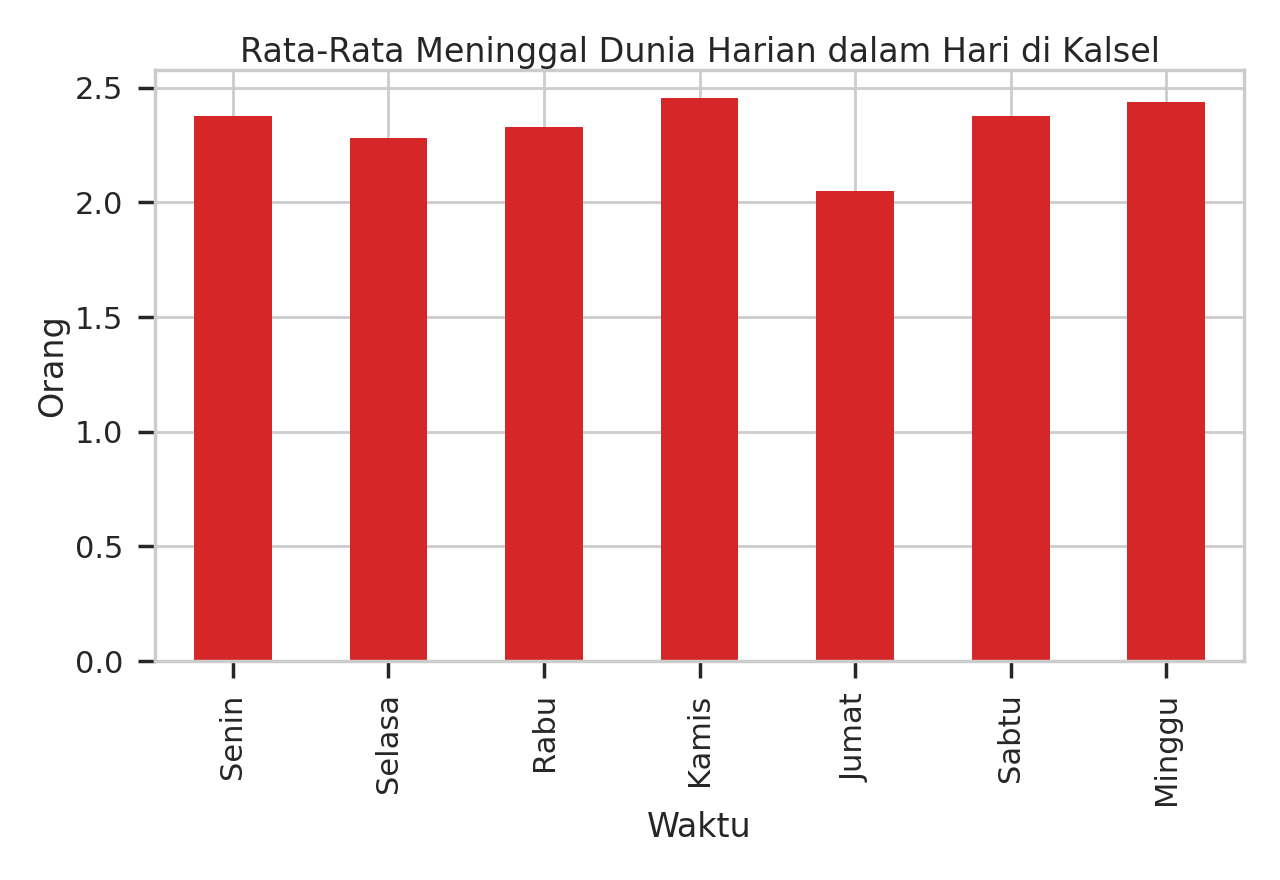 Rata-Rata Meninggal Dunia Harian dalam Hari di Kalsel
2.5
2.0
1.5
1.0
0.5
0.0
Orang
Senin
Selasa
Rabu
Kamis
Jumat
Sabtu
Minggu
Waktu